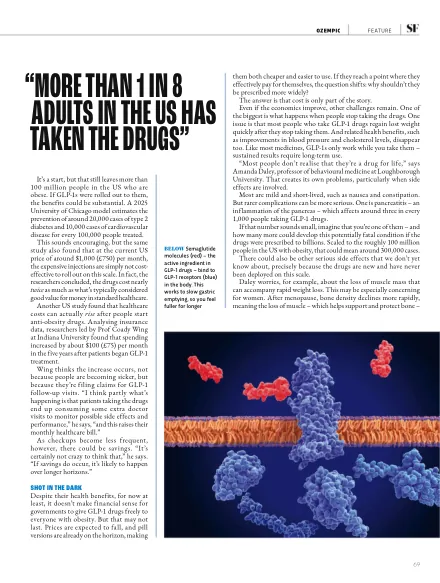 OZEMPIC
FEATURE
SF
"MORE THAN 1 IN 8
ADULTS IN THE US HAS
TAKEN THE DRUGS"
It's a start, but that still leaves more than
100 million people in the US who are
obese. If GLP-1s were rolled out to them,
the benefits could be substantial. A 2025
University of Chicago model estimates the
prevention of around 20,000 cases of type 2
diabetes and 10,000 cases of cardiovascular
disease for every 100,000 people treated.
This sounds encouraging, but the same
study also found that at the current US
price of around $1,000 (£750) per month,
the expensive injections are simply not cost-
effective to roll out on this scale. In fact, the
researchers concluded, the drugs cost nearly
twice as much as what's typically considered
good value for money in standard healthcare.
Another US study found that healthcare
costs can actually rise after people start
anti-obesity drugs. Analysing insurance
data, researchers led by Prof Coady Wing
at Indiana University found that spending
increased by about $100 (£75) per month
in the five years after patients began GLP-1
treatment.
Wing thinks the increase occurs, not
because people are becoming sicker, but
because they're filing claims for GLP-1
follow-up visits. "I think partly what's
happening is that patients taking the drugs
end up consuming some extra doctor
visits to monitor possible side effects and
performance," he says, "and this raises their
monthly healthcare bill."
As checkups become less frequent,
however, there could be savings. "It's
certainly not crazy to think that," he says.
"If savings do occur, it's likely to happen
over longer horizons."
SHOT IN THE DARK
Despite their health benefits, for now at
least, it doesn't make financial sense for
governments to give GLP-1 drugs freely to
everyone with obesity. But that may not
last. Prices are expected to fall, and pill
versions are already on the horizon, making
BELOW Semaglutide
molecules (red) – the
active ingredient in
GLP-1 drugs – bind to
GLP-1 receptors (blue)
in the body. This
works to slow gastric
emptying, so you feel
fuller for longer
them both cheaper and easier to use. If they reach a point where they
effectively pay for themselves, the question shifts: why shouldn't they
be prescribed more widely?
The answer is that cost is only part of the story.
Even if the economics improve, other challenges remain. One of
the biggest is what happens when people stop taking the drugs. One
issue is that most people who take GLP-1 drugs regain lost weight
quickly after they stop taking them. And related health benefits, such
as improvements in blood pressure and cholesterol levels, disappear
too. Like most medicines, GLP-1s only work while you take them –
sustained results require long-term use.
"Most people don't realise that they're a drug for life," says
Amanda Daley, professor of behavioural medicine at Loughborough
University. That creates its own problems, particularly when side
effects are involved.
Most are mild and short-lived, such as nausea and constipation.
But rarer complications can be more serious. One is pancreatitis – an
inflammation of the pancreas – which affects around three in every
1,000 people taking GLP-1 drugs.
If that number sounds small, imagine that you're one of them – and
how many more could develop this potentially fatal condition if the
drugs were prescribed to billions. Scaled to the roughly 100 million
people in the US with obesity, that could mean around 300,000 cases.
There could also be other serious side effects that we don't yet
know about, precisely because the drugs are new and have never
been deployed on this scale.
Daley worries, for example, about the loss of muscle mass that
can accompany rapid weight loss. This may be especially concerning
for women. After menopause, bone density declines more rapidly,
meaning the loss of muscle – which helps support and protect bone –
69